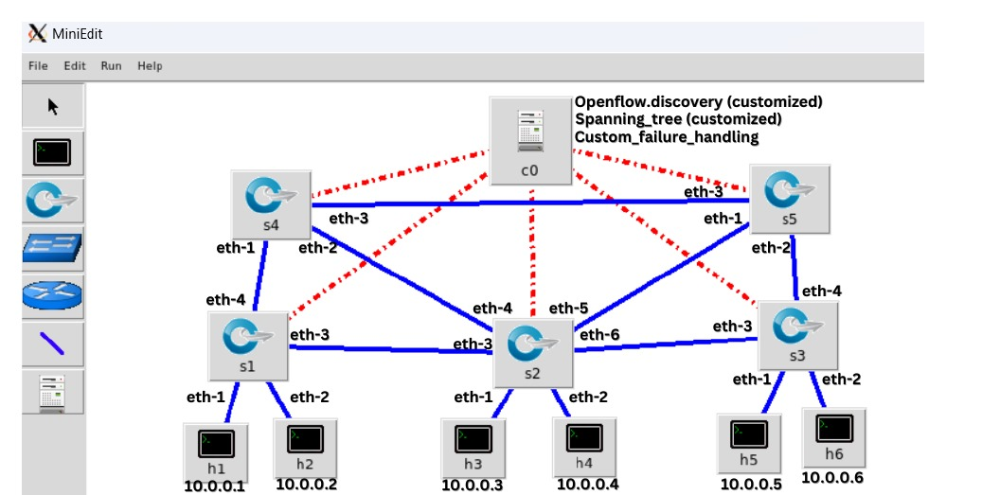 MiniEdit
File Edit Run Help
Openflow.discovery (customized)
Spanning_tree (customized)
Custom_failure_handling
c0
s4
s5
eth-3
eth-3
eth-1
eth-1
eth-2
eth-2
eth-4
eth-4
eth-4
eth-5
s1
eth-3
eth-3
s2
eth-6
eth-3
s3
eth-1
eth-2
eth-1
eth-2
eth-1
eth-2
h1
h2
h3
h4
h5
h6
10.0.0.1
10.0.0.2
10.0.0.3
10.0.0.4
10.0.0.5
10.0.0.6